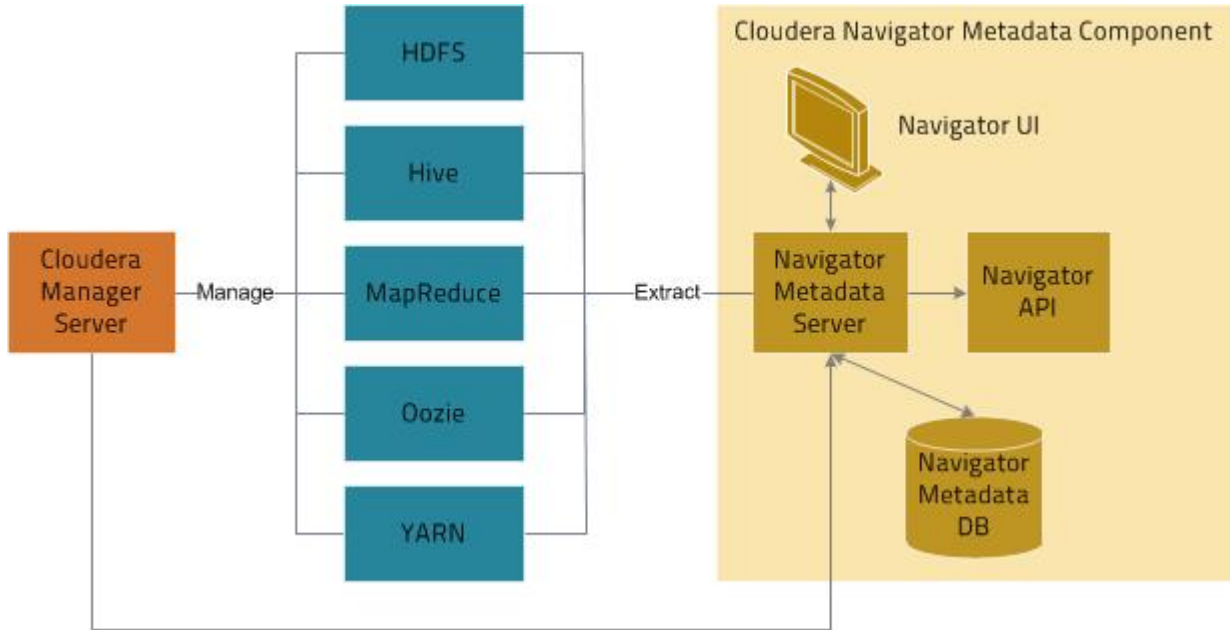 HDFS
Cloudera Navigator Metadata Component
Navigator UI
Hive
Cloudera
Manager
Server
Manage
MapReduce
Extract
Navigator
Metadata
Server
Navigator
API
Oozie
Navigator
Metadata
DB
YARN